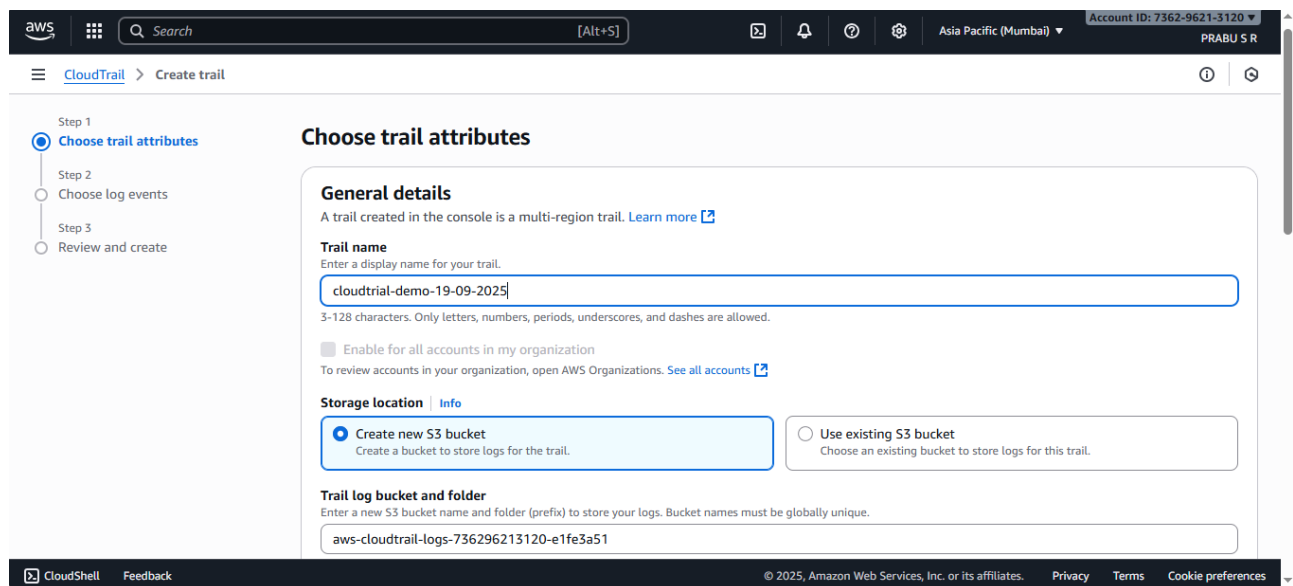 aws
Search
[Alt+S]
Asia Pacific (Mumbai)
Account ID: 7362-9621-3120
PRABU S R
CloudTrail > Create trail
Step 1
Choose trail attributes
Step 2
Choose log events
Step 3
Review and create
Choose trail attributes
General details
A trail created in the console is a multi-region trail. Learn more
Trail name
Enter a display name for your trail.
cloudtrial-demo-19-09-2025
3-128 characters. Only letters, numbers, periods, underscores, and dashes are allowed.
Enable for all accounts in my organization
To review accounts in your organization, open AWS Organizations. See all accounts
Storage location Info
Create new S3 bucket
Create a bucket to store logs for the trail.
Use existing S3 bucket
Choose an existing bucket to store logs for this trail.
Trail log bucket and folder
Enter a new S3 bucket name and folder (prefix) to store your logs. Bucket names must be globally unique.
aws-cloudtrail-logs-736296213120-e1fe3a51
CloudShell Feedback © 2025, Amazon Web Services, Inc. or its affiliates. Privacy Terms Cookie preferences